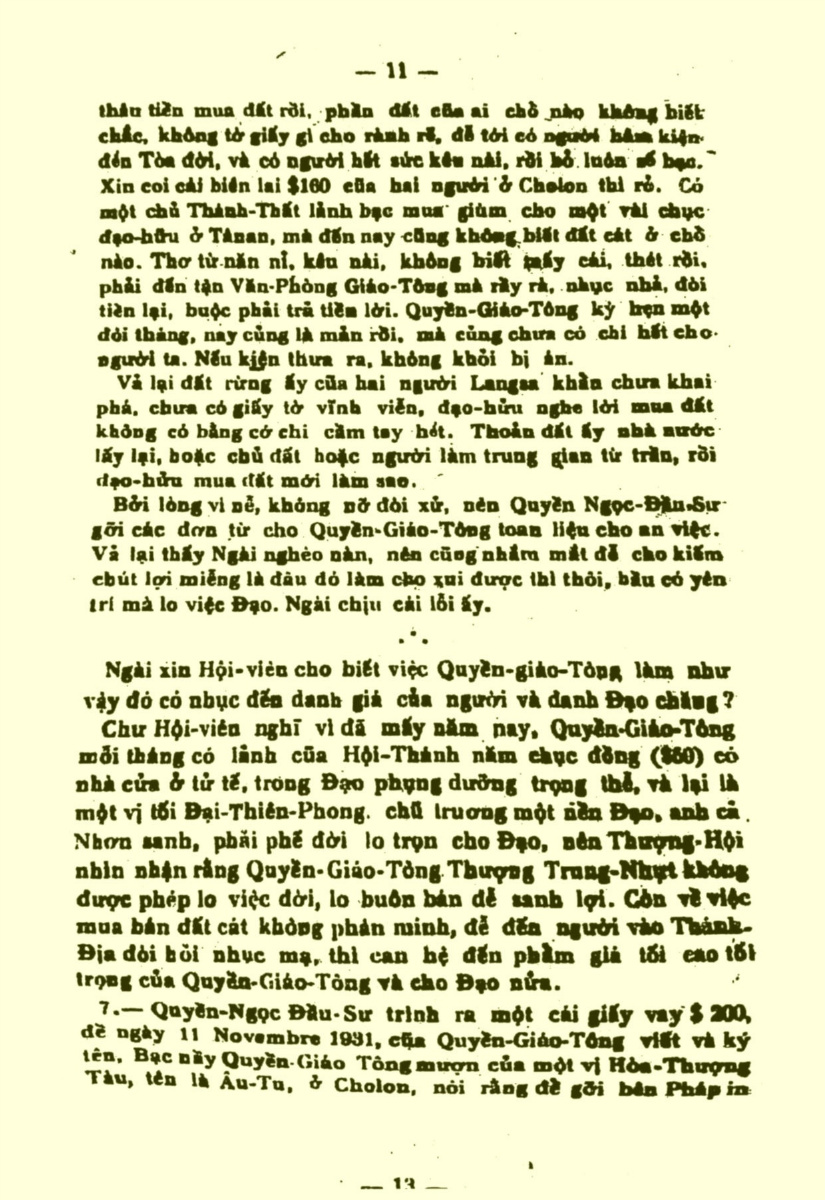 — 11 —
thâu tiền mua đất rồi, phần đất của ai chỗ nào không biết
chắc, không tờ giấy gì cho rành rẽ, để tới có người hâm kiện
đến Tòa đời, và có người hết sức kêu nài, rồi bỏ luôn số bạc.
Xin coi cái biên lai $160 của hai người ở Cholon thì rỏ. Có
một chủ Thánh-Thất lảnh bạc mua giùm cho một vài chục
đạo-hữu ở Tânan, mà đến nay cũng không biết đất cát ở chỗ
nào. Thơ từ năn nỉ, kêu nài, không biết mấy cái, thét rồi,
phải đến tận Văn-Phòng Giáo-Tông mà rầy rà, nhục nhả, đòi
tiền lại, buộc phải trả tiền lời. Quyền-Giáo-Tông ký hẹn một
đôi tháng, nay củng là mản rồi, mà củng chưa có chi hết cho
người ta. Nếu kiện thưa ra, không khỏi bị án.
Vả lại đất rừng ấy của hai người Langsa khẩn chưa khai
phá, chưa có giấy tờ vĩnh viễn, đạo-hửu nghe lời mua đất
không có bằng cớ chi cầm tay hết. Thoản đất ấy nhà nước
lấy lại, hoặc chủ đất hoặc người làm trung gian từ trần, rồi
đạo-hửu mua đất mới làm sao.
Bởi lòng vì nể, không nỡ đòi xử, nên Quyền Ngọc-Đầu-Sư
gởi các đơn từ cho Quyền-Giáo-Tông toan liệu cho an việc.
Vả lại thấy Ngài nghèo nàn, nên cũng nhắm mắt để cho kiếm
chút lợi miễng là đâu đó làm cho xui được thì thôi, hầu có yên
trí mà lo việc Đạo. Ngài chịu cái lỗi ấy.
Ngài xin Hội-viên cho biết việc Quyền-giáo-Tông làm như
vậy đó có nhục đến danh giá của người và danh Đạo chăng?
Chư Hội-viên nghĩ vì đã mấy năm nay, Quyền-Giáo-Tông
mỗi tháng có lảnh của Hội-Thánh năm chục đồng ($50) có
nhà cửa ở tử tế, trong Đạo phụng dưỡng trọng thể, và lại là
một vị tối Đại-Thiên-Phong. chũ trương một nền Đạo, anh cả
Nhơn sanh, phải phế đời lo trọn cho Đạo, nên Thượng-Hội
nhìn nhận rằng Quyền-Giáo-Tông Thượng Trung-Nhựt không
được phép lo việc đời, lo buôn bán để sanh lợi. Còn về việc
mua bán đất cát không phân minh, để đến người vào Thánh-
Địa đòi hỏi nhục mạ, thì can hệ đến phẩm giá tối cao tối
trọng của Quyền-Giáo-Tông và cho Đạo nửa.
7.— Quyền-Ngọc Đầu-Sư trình ra một cái giấy vay $ 200,
đề ngày 11 Novembre 1931, của Quyền-Giáo-Tông viết và ký
tên, Bạc nầy Quyền-Giáo Tông mượn của một vị Hòa-Thượng
Tàu, tên là Âu-Tu, ở Cholon, nói rằng để gởi bên Pháp in
— 13 —